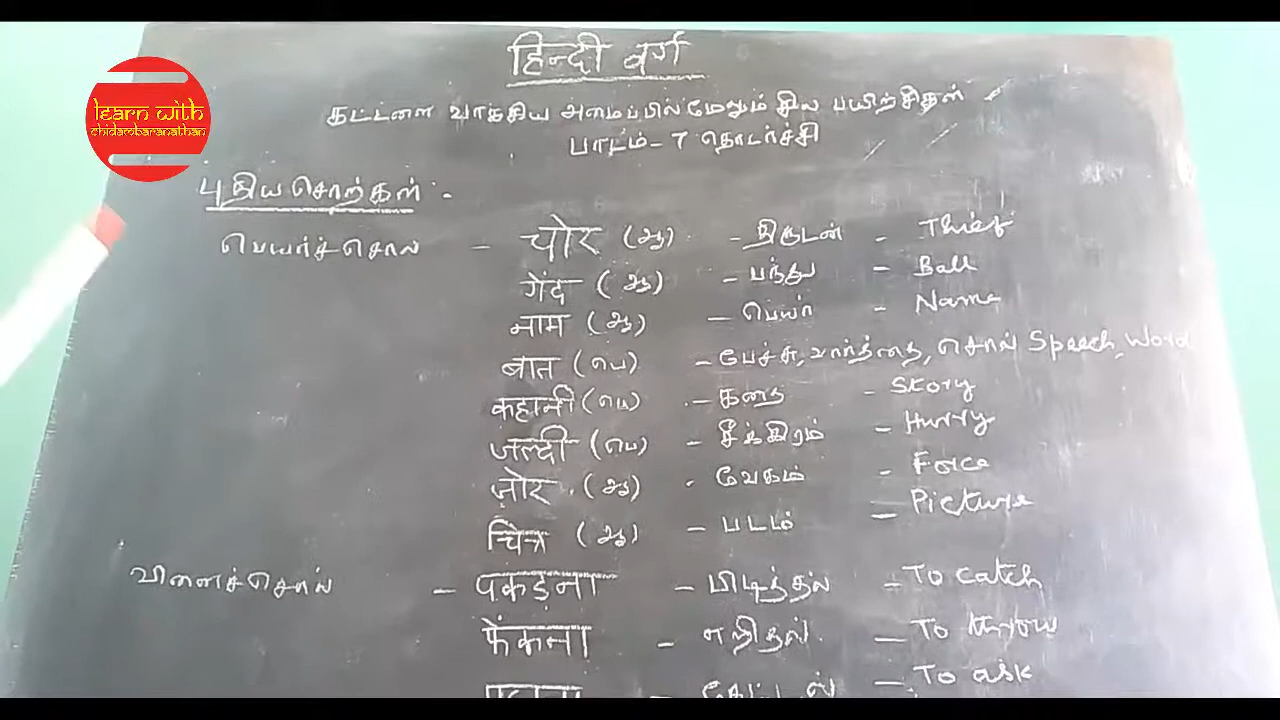 learn with
chidambaranathan
हिन्दी वर्ग
கட்டளை வாக்கிய அமைப்பில் மேலும் சில பயிற்சிகள்
பாடம் - 7 தொடர்ச்சி
புதிய சொற்கள் :-
பெயர்ச்சொல் - चोर (ஆ) - திருடன் - Thief
गेंद (ஆ) - பந்து - Ball
नाम (ஆ) - பெயர் - Name
बात (பெ) - பேச்சு, வார்த்தை, சொல் Speech, Word
कहानी (பெ) - கதை - Story
जल्दी (பெ) - சீக்கிரம் - Hurry
ज़ोर (ஆ) - வேகம் - Force
चित्र (ஆ) - படம் - Picture
வினைச்சொல் - पकड़ना - பிடித்தல் - To catch
फेंकना - எறிதல் - To throw
- To ask